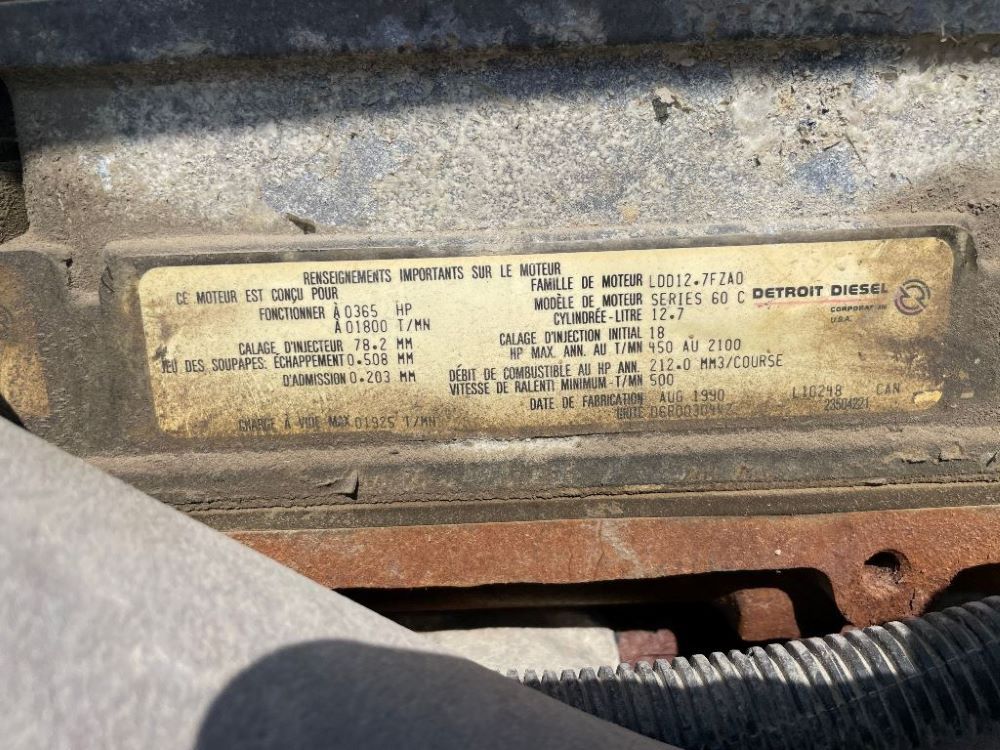 RENSEIGNEMENTS IMPORTANTS SUR LE MOTEUR
CE MOTEUR EST CONÇU POUR
FONCTIONNER À 0365 HP
À 01800 T/MN
CALAGE D'INJECTEUR 78.2 MM
JEU DES SOUPAPES: ÉCHAPPEMENT 0.508 MM
D'ADMISSION 0.203 MM
CHARGE À VIDE MAX 01925 T/MN
FAMILLE DE MOTEUR LDD12.7FZA0
MODÈLE DE MOTEUR SERIES 60 C
CYLINDRÉE-LITRE 12.7
CALAGE D'INJECTION INITIAL 18
HP MAX. ANN. AU T/MN 450 AU 2100
DÉBIT DE COMBUSTIBLE AU HP ANN. 212.0 MM3/COURSE
VITESSE DE RALENTI MINIMUM-T/MN 500
DATE DE FABRICATION AUG 1990
UNITÉ
DETROIT DIESEL
CORPORATION
U.S.A.
L10248 CAN
23504221